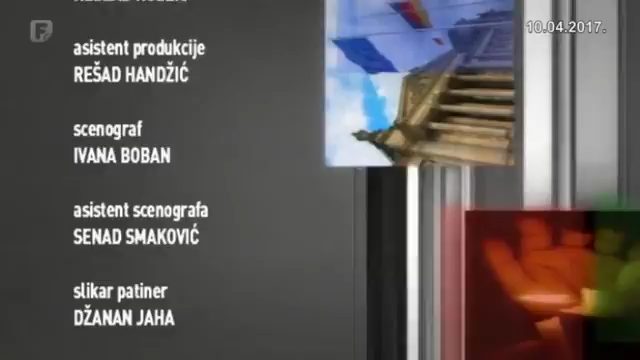 10.04.2017.
asistent produkcije
REŠAD HANDŽIĆ
scenograf
IVANA BOBAN
asistent scenografa
SENAD SMAKOVIĆ
slikar patiner
DŽANAN JAHA